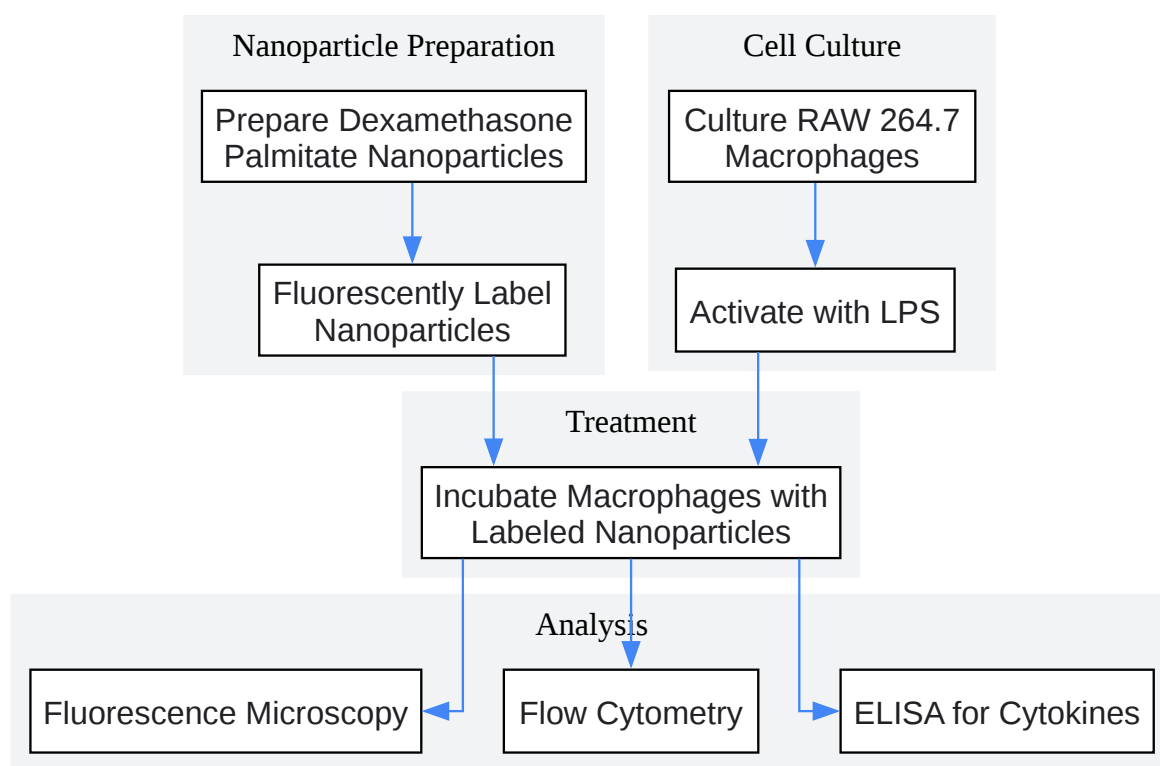 Nanoparticle Preparation
Cell Culture
Prepare Dexamethasone
Palmitate Nanoparticles
Culture RAW 264.7
Macrophages
Fluorescently Label
Nanoparticles
Activate with LPS
Treatment
Incubate Macrophages with
Labeled Nanoparticles
Analysis
Fluorescence Microscopy
Flow Cytometry
ELISA for Cytokines